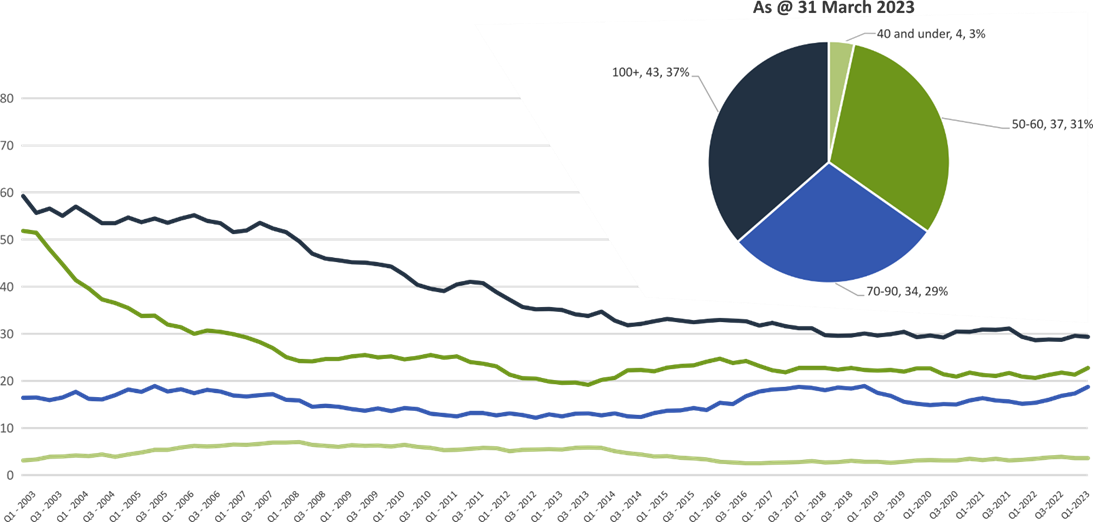 As @ 31 March 2023
40 and under, 4, 3%
100+, 43, 37%
50-60, 37, 31%
70-90, 34, 29%
80
70
60
50
40
30
20
10
0
Q1 - 2003
Q3 - 2003
Q1 - 2004
Q3 - 2004
Q1 - 2005
Q3 - 2005
Q1 - 2006
Q3 - 2006
Q1 - 2007
Q3 - 2007
Q1 - 2008
Q3 - 2008
Q1 - 2009
Q3 - 2009
Q1 - 2010
Q3 - 2010
Q1 - 2011
Q3 - 2011
Q1 - 2012
Q3 - 2012
Q1 - 2013
Q3 - 2013
Q1 - 2014
Q3 - 2014
Q1 - 2015
Q3 - 2015
Q1 - 2016
Q3 - 2016
Q1 - 2017
Q3 - 2017
Q1 - 2018
Q3 - 2018
Q1 - 2019
Q3 - 2019
Q1 - 2020
Q3 - 2020
Q1 - 2021
Q3 - 2021
Q1 - 2022
Q3 - 2022
Q1 - 2023